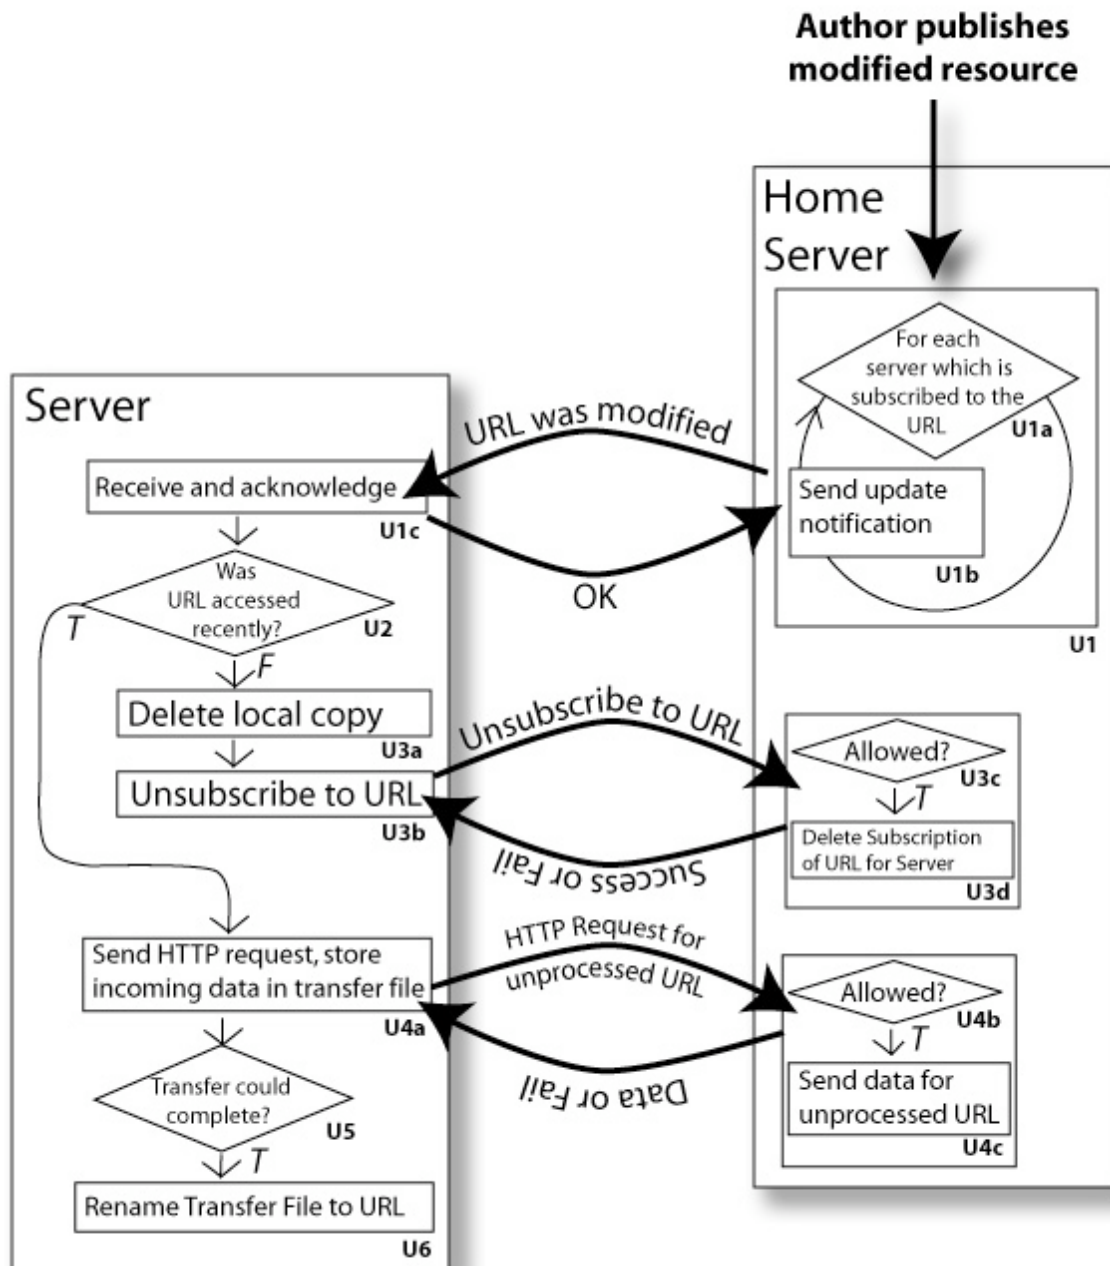 Author publishes
modified resource
Home
Server
For each
server which is
subscribed to the
URL
U1a
Send update
notification
U1b
U1
URL was modified
OK
Server
Receive and acknowledge
U1c
Was
URL accessed
recently?
U2
T
F
Delete local copy
U3a
Unsubscribe to URL
U3b
Unsubscribe to URL
Success or Fail
Allowed?
U3c
T
Delete Subscription
of URL for Server
U3d
Send HTTP request, store
incoming data in transfer file
U4a
HTTP Request for
unprocessed URL
Data or Fail
Allowed?
U4b
T
Send data for
unprocessed URL
U4c
Transfer could
complete?
U5
T
Rename Transfer File to URL
U6